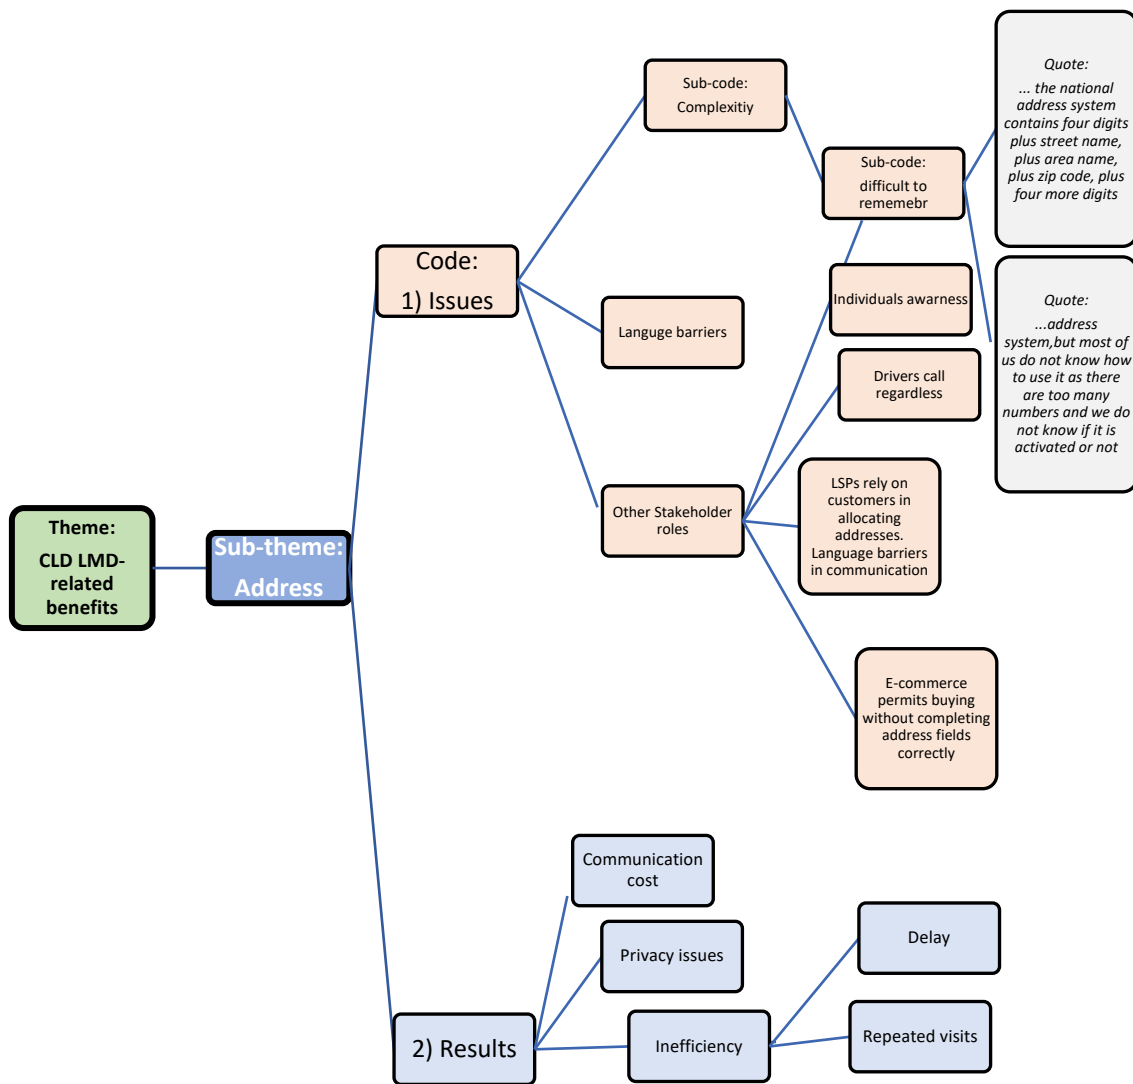 Quote:
... the national
address system
contains four digits
plus street name,
plus area name,
plus zip code, plus
four more digits
Sub-code:
Complexitiy
Sub-code:
difficult to
rememebr
Code:
1) Issues
Individuals awarness
Quote:
...address
system,but most of
us do not know how
to use it as there
are too many
numbers and we do
not know if it is
activated or not
Languge barriers
Drivers call
regardless
Other Stakeholder
roles
LSPs rely on
customers in
allocating
addresses.
Language barriers
in communication
Theme:
CLD LMD-
related
benefits
Sub-theme:
Address
E-commerce
permits buying
without completing
address fields
correctly
Communication
cost
Privacy issues
Delay
2) Results
Inefficiency
Repeated visits